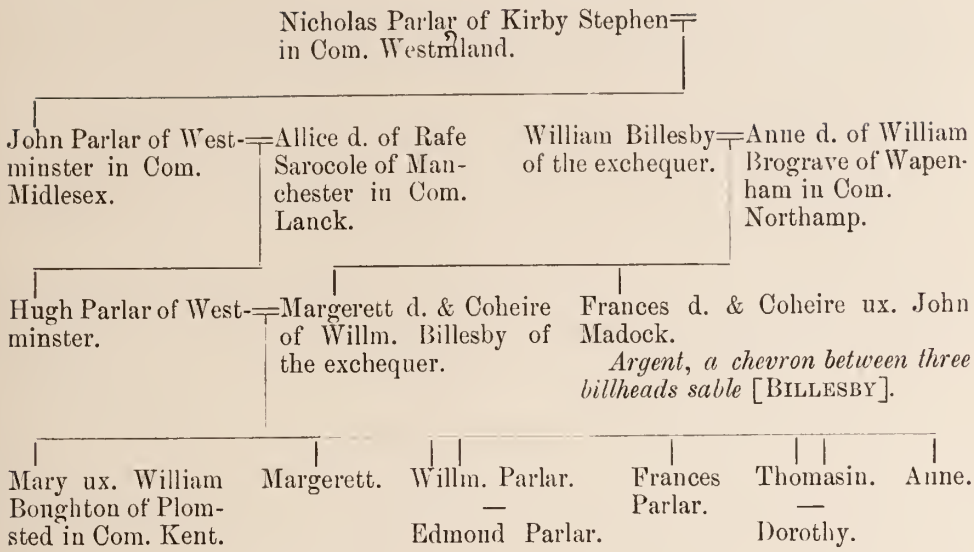 Nicholas Parlar of Kirby Stephen
in Com. Westmland.
John Parlar of West-
minster in Com.
Midlesex.
Allice d. of Rafe
Sarocole of Man-
chester in Com.
Lanck.
William Billesby
of the exchequer.
Anne d. of William
Brograve of Wapen-
ham in Com.
Northamp.
Hugh Parlar of West-
minster.
Margerett d. & Coheire
of Willm. Billesby of
the exchequer.
Frances d. & Coheire ux. John
Madock.
Argent, a chevron between three
billheads sable [BILLESBY].
Mary ux. William
Boughton of Plom-
sted in Com. Kent.
Margerett.
Willm. Parlar.
—
Edmond Parlar.
Frances
Parlar.
Thomasin.
—
Dorothy.
Anne.